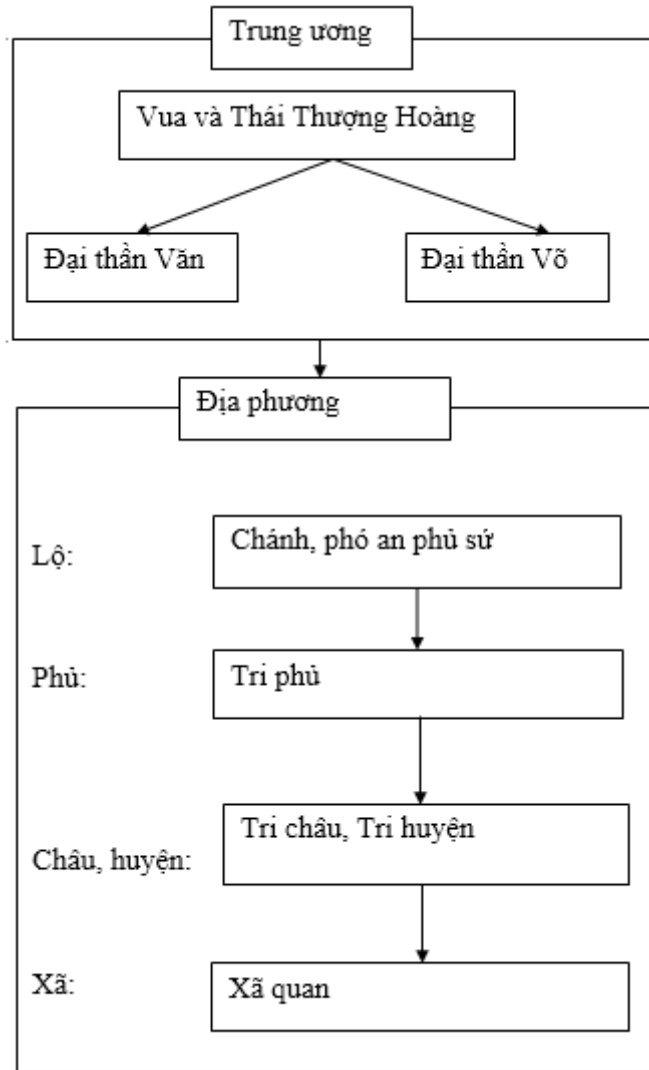 Trung ương
Vua và Thái Thượng Hoàng
Đại thần Văn
Đại thần Võ
Địa phương
Lộ:
Chánh, phó an phủ sứ
Phủ:
Tri phủ
Châu, huyện:
Tri châu, Tri huyện
Xã:
Xã quan